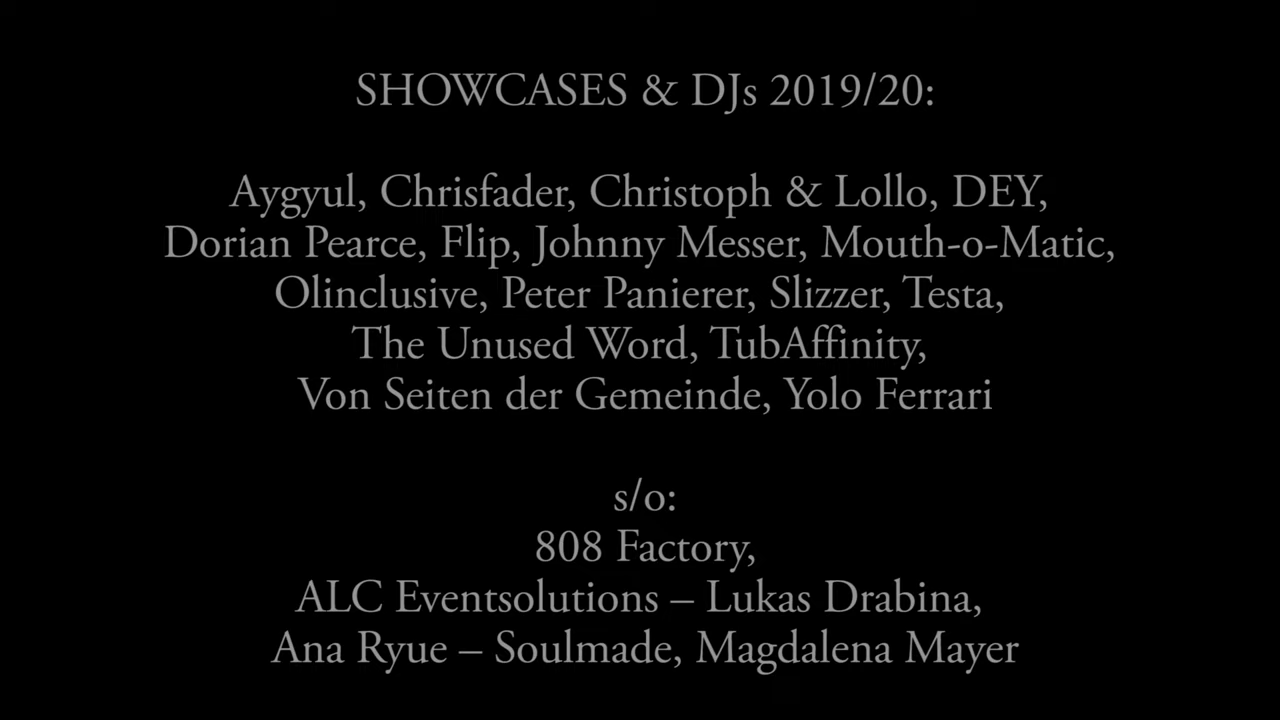 SHOWCASES & DJs 2019/20:
Aygyul, Chrisfader, Christoph & Lollo, DEY,
Dorian Pearce, Flip, Johnny Messer, Mouth-o-Matic,
Olinclusive, Peter Panierer, Slizzer, Testa,
The Unused Word, TubAffinity,
Von Seiten der Gemeinde, Yolo Ferrari
s/o:
808 Factory,
ALC Eventsolutions – Lukas Drabina,
Ana Ryue – Soulmade, Magdalena Mayer